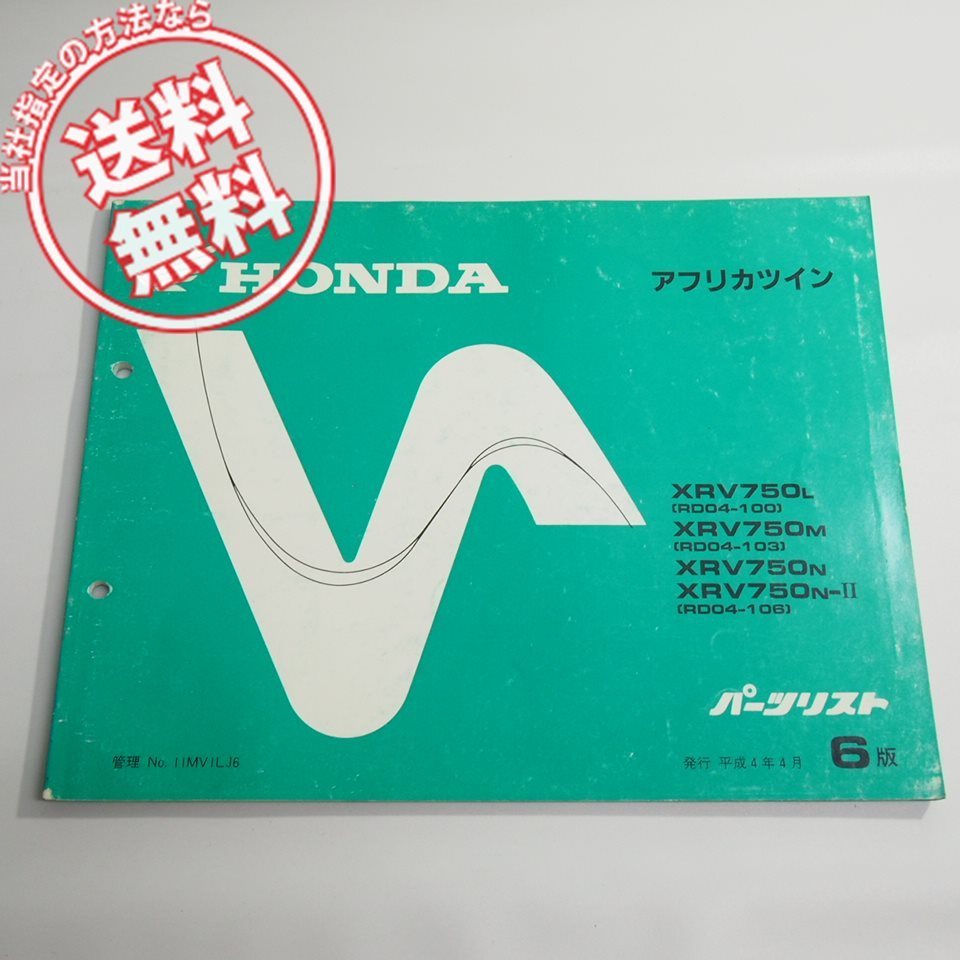 当社指定の方法なら
送料
無料
HONDA
アフリカツイン
XRV750L
(RD04-100)
XRV750M
(RD04-103)
XRV750N
XRV750N-II
(RD04-106)
パーツリスト
管理 No. 11MV1LJ6
発行 平成4年4月 6版